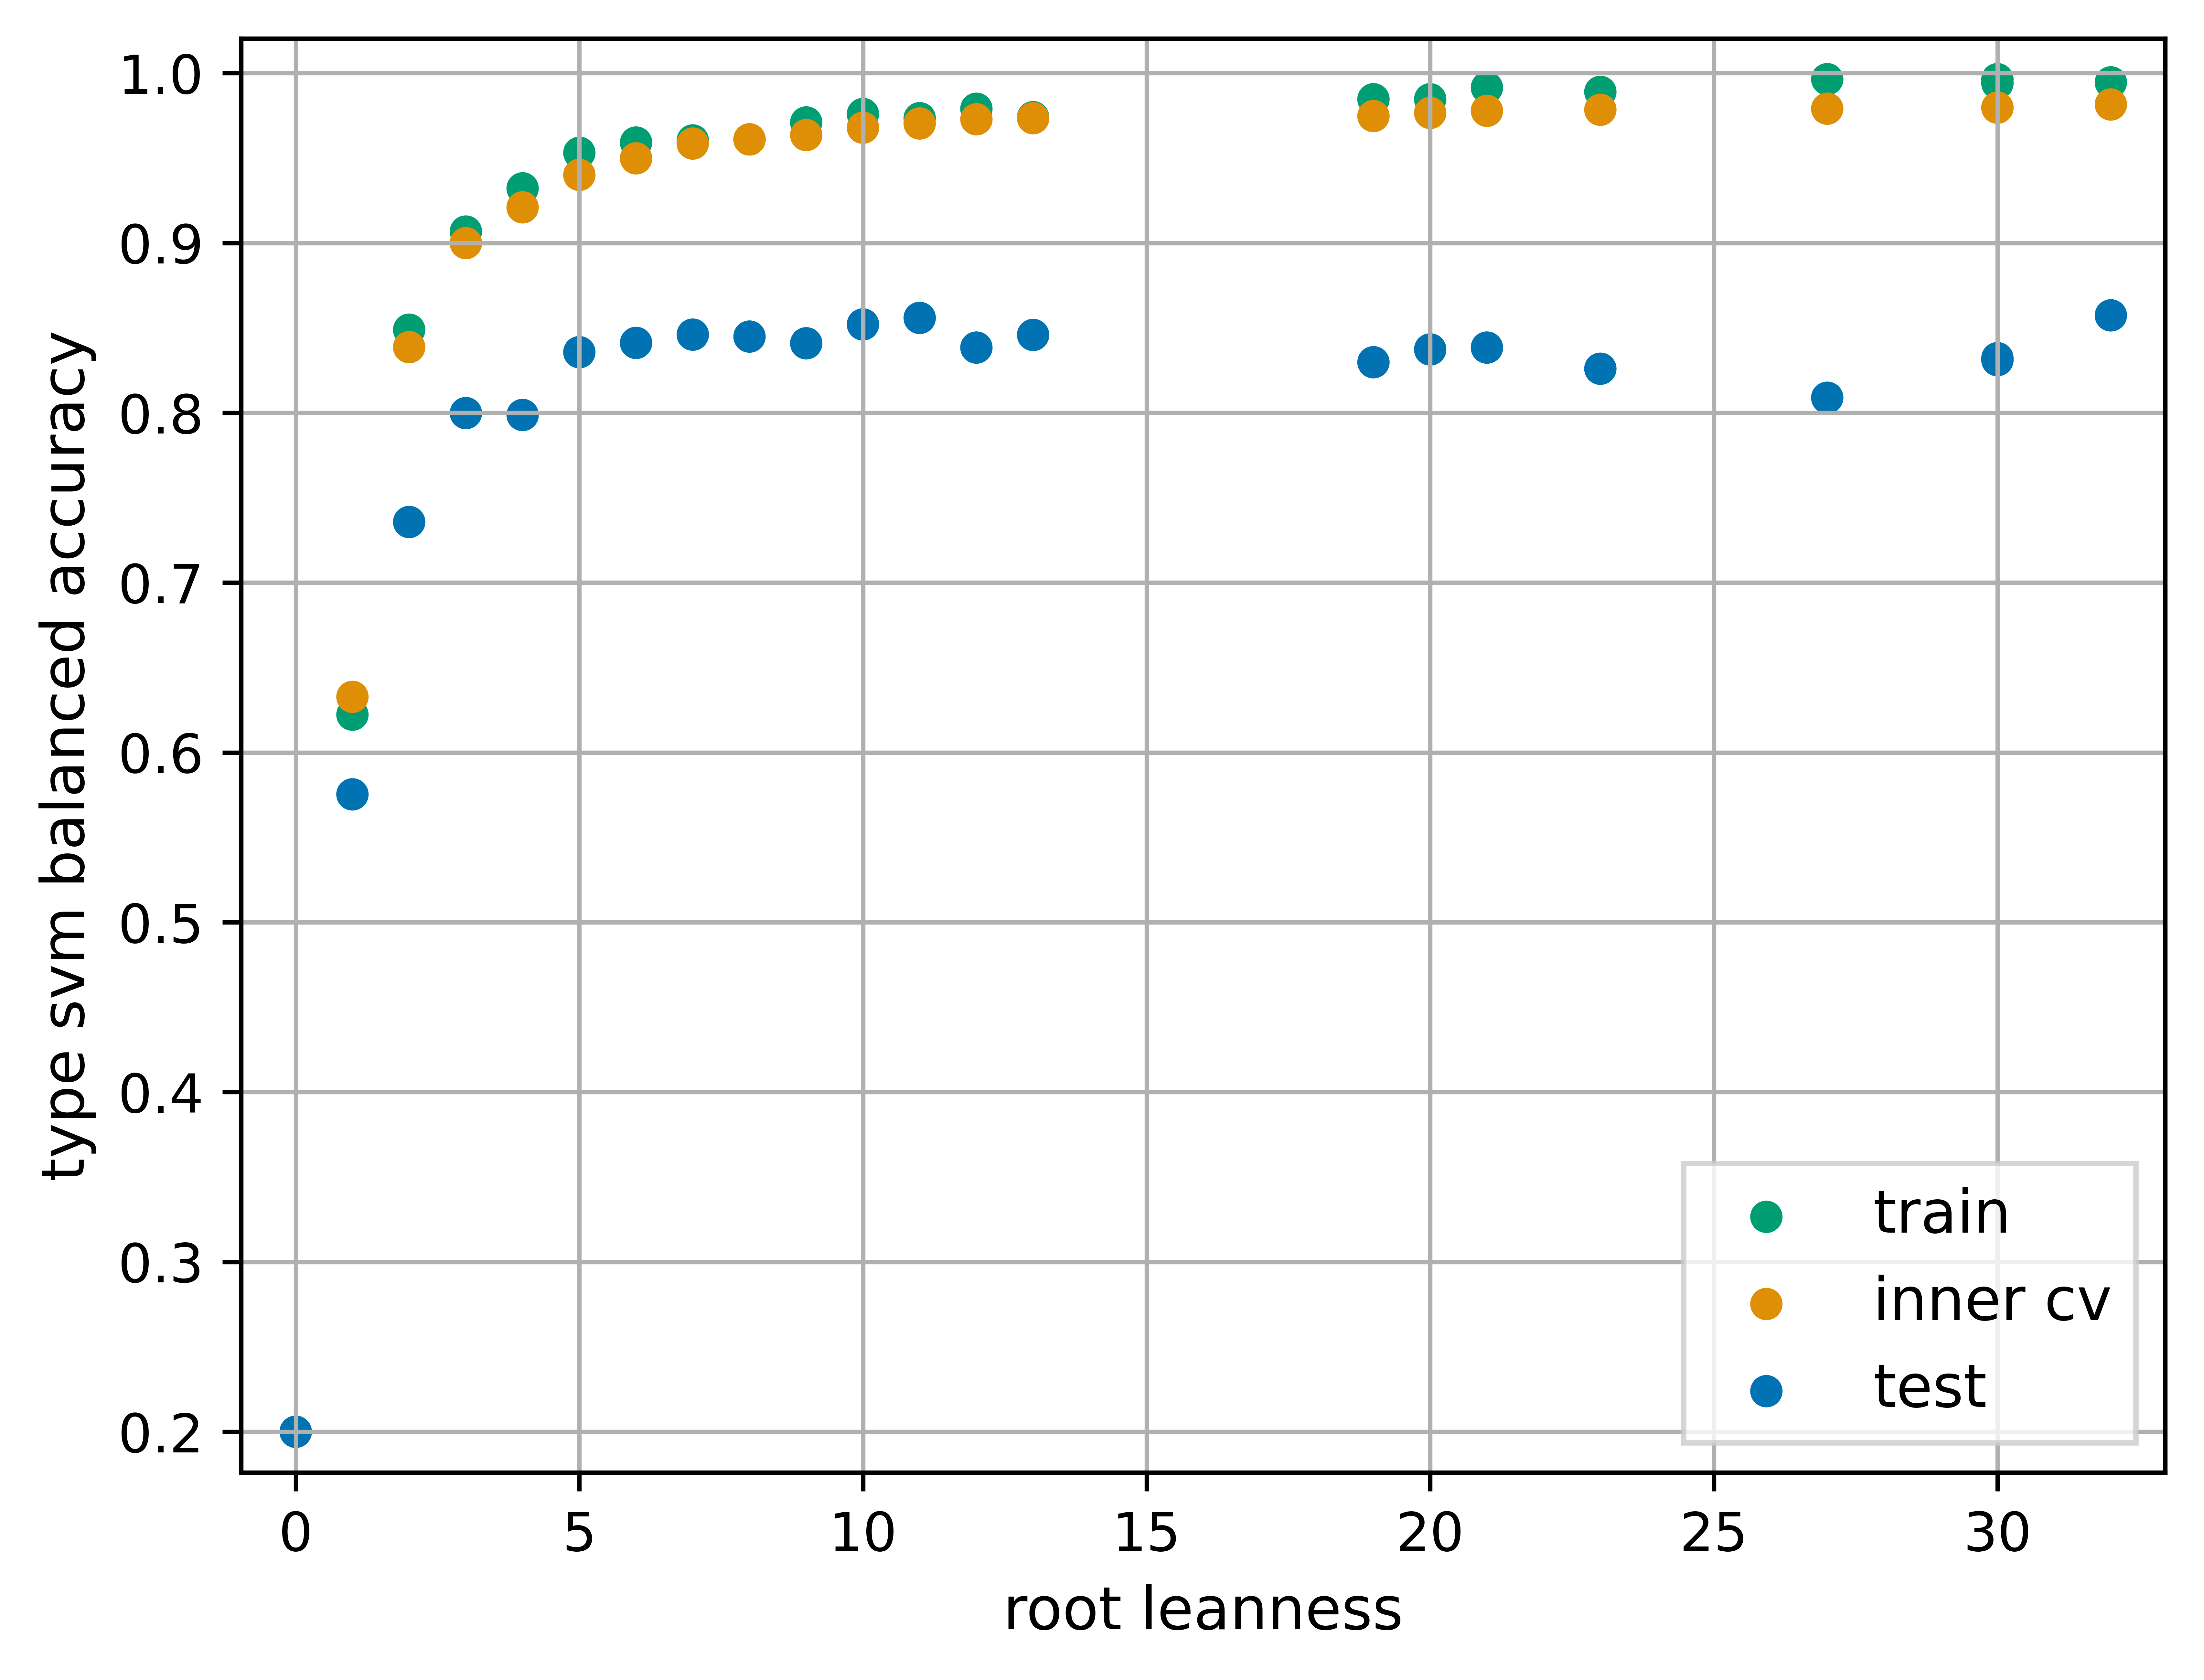 1.0
0.9
0.8
0.7
0.6
0.5
0.4
0.3
0.2
type svm balanced accuracy
train
inner cv
test
0 5 10 15 20 25 30
root leanness